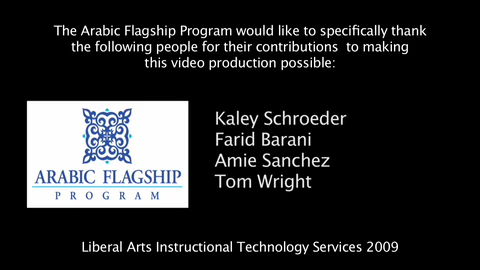 The Arabic Flagship Program would like to specifically thank
the following people for their contributions  to making
this video production possible:
ARABIC FLAGSHIP
PROGRAM
Kaley Schroeder
Farid Barani
Amie Sanchez
Tom Wright
Liberal Arts Instructional Technology Services 2009